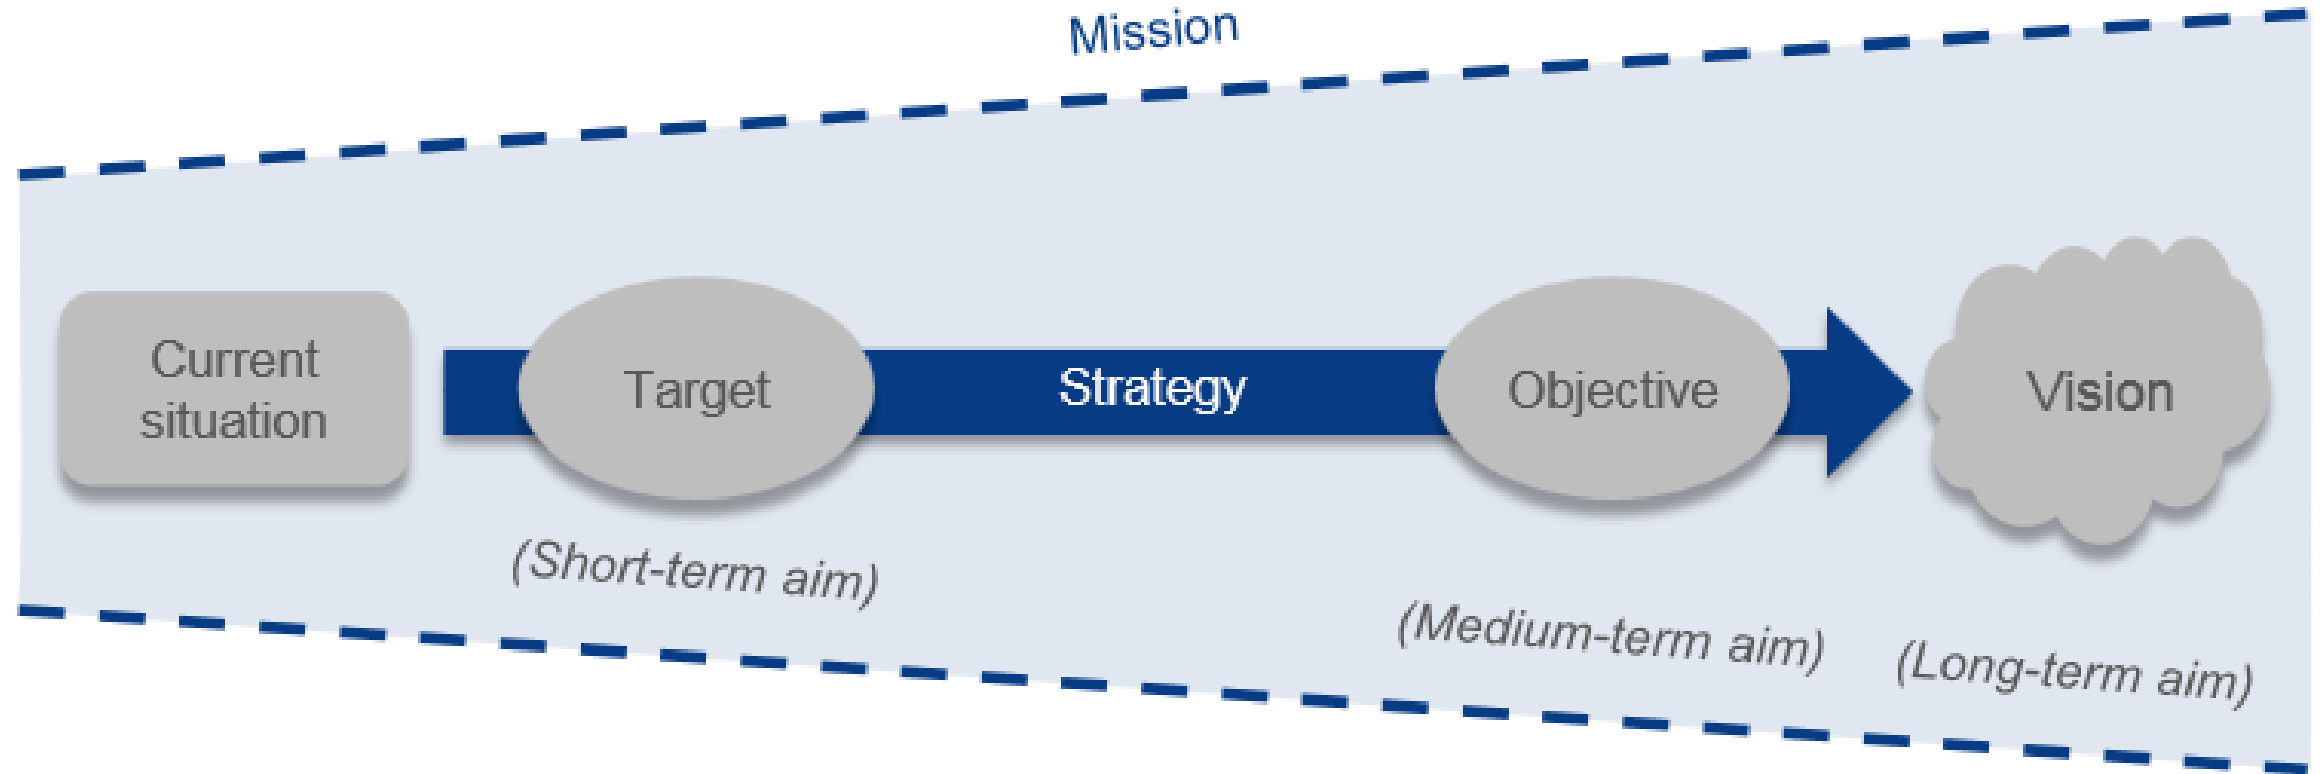 Mission
Current
situation
Target
Strategy
Objective
Vision
(Short-term aim)
(Medium-term aim)
(Long-term aim)